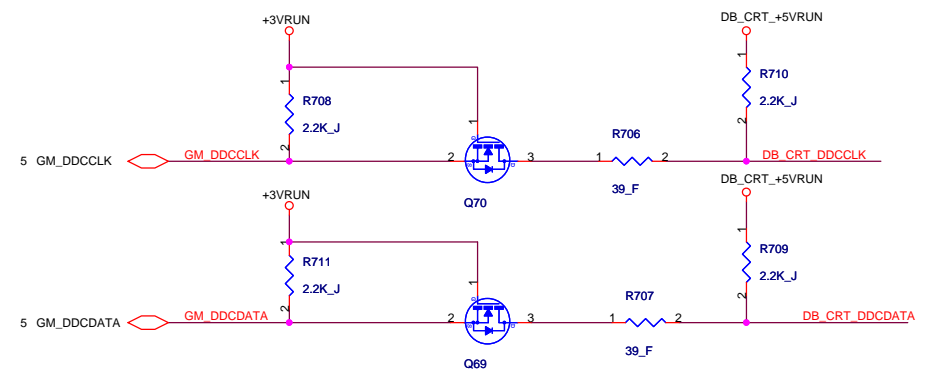 +3VRUN
DB_CRT_+5VRUN
1
R708
2.2K_J
2
1
R710
2.2K_J
2
1
5 GM_DDCCLK
GM_DDCCLK
2
3
Q70
R706
1
2
39_F
DB_CRT_DDCCLK
+3VRUN
DB_CRT_+5VRUN
1
R711
2.2K_J
2
1
R709
2.2K_J
2
1
5 GM_DDCDATA
GM_DDCDATA
2
3
Q69
R707
1
2
39_F
DB_CRT_DDCDATA